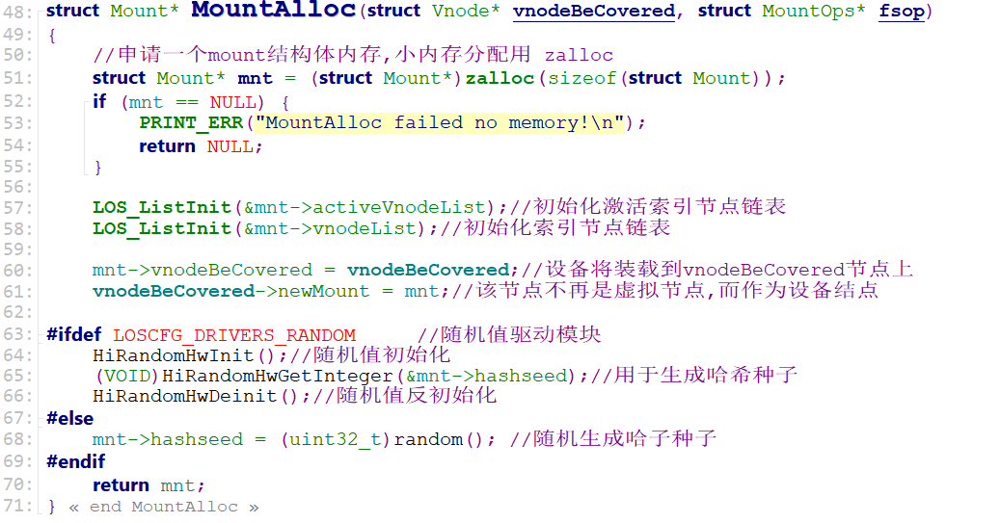 48: struct Mount* MountAlloc(struct Vnode* vnodeBeCovered, struct MountOps* fsop)
49: {
50:     //申请一个mount结构体内存,小内存分配用 zalloc
51:     struct Mount* mnt = (struct Mount*)zalloc(sizeof(struct Mount));
52:     if (mnt == NULL) {
53:         PRINT_ERR("MountAlloc failed no memory!\n");
54:         return NULL;
55:     }
56:
57:     LOS_ListInit(&mnt->activeVnodeList);//初始化激活索引节点链表
58:     LOS_ListInit(&mnt->vnodeList);//初始化索引节点链表
59:
60:     mnt->vnodeBeCovered = vnodeBeCovered;//设备将装载到vnodeBeCovered节点上
61:     vnodeBeCovered->newMount = mnt;//该节点不再是虚拟节点,而作为设备结点
62:
63: #ifdef LOSCFG_DRIVERS_RANDOM     //随机值驱动模块
64:     HiRandomHwInit();//随机值初始化
65:     (VOID)HiRandomHwGetInteger(&mnt->hashseed);//用于生成哈希种子
66:     HiRandomHwDeinit();//随机值反初始化
67: #else
68:     mnt->hashseed = (uint32_t)random(); //随机生成哈子种子
69: #endif
70:     return mnt;
71: } « end MountAlloc »